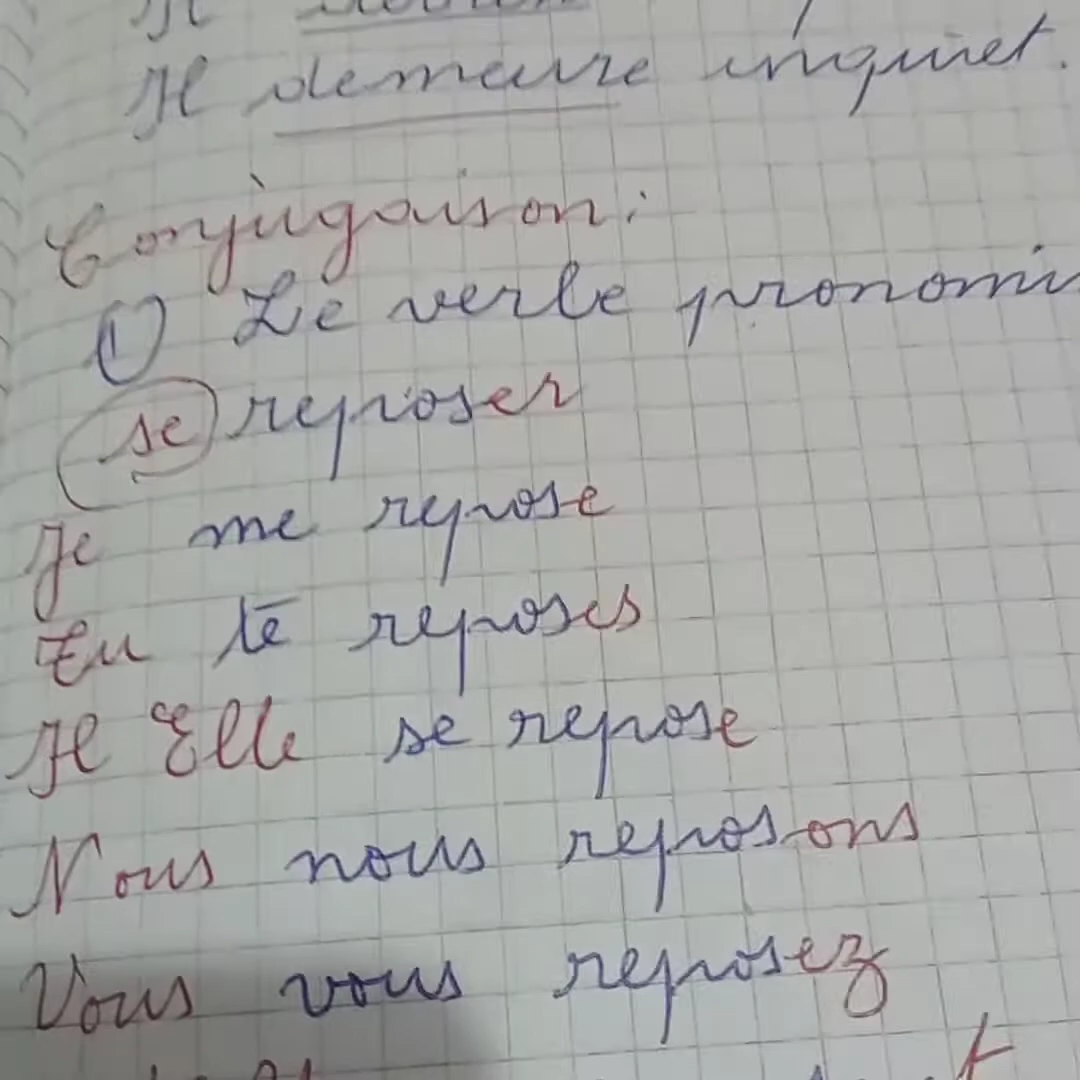 Il demeure inquiet.
Conjugaison:
① Le verbe pronomi
se reposer
Je me repose
Tu te reposes
Il Elle se repose
Nous nous reposons
Vous vous reposez